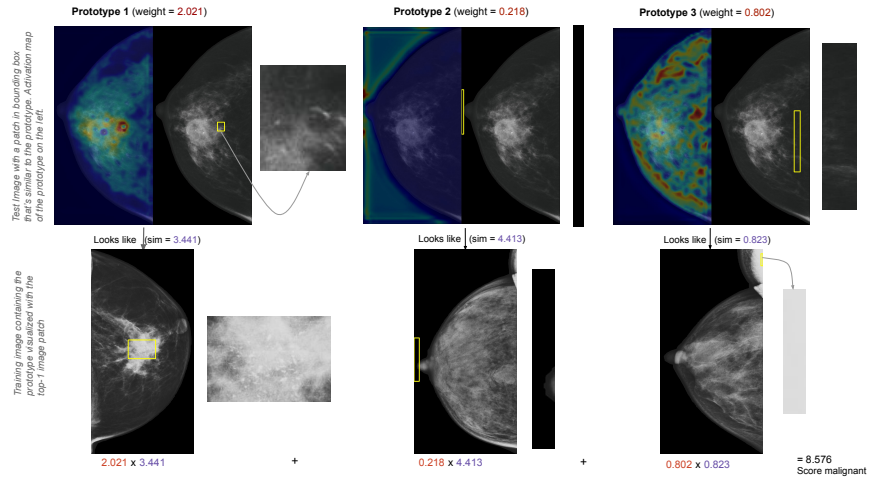 Prototype 1 (weight = 2.021)
Prototype 2 (weight = 0.218)
Prototype 3 (weight = 0.802)
Test Image with a patch in bounding box
that's similar to the prototype. Activation map
of the prototype on the left.
Looks like (sim = 3.441)
Looks like (sim = 4.413)
Looks like (sim = 0.823)
Training image containing the
prototype visualized with the
top-1 image patch
2.021 x 3.441
+
0.218 x 4.413
+
0.802 x 0.823
= 8.576
Score malignant